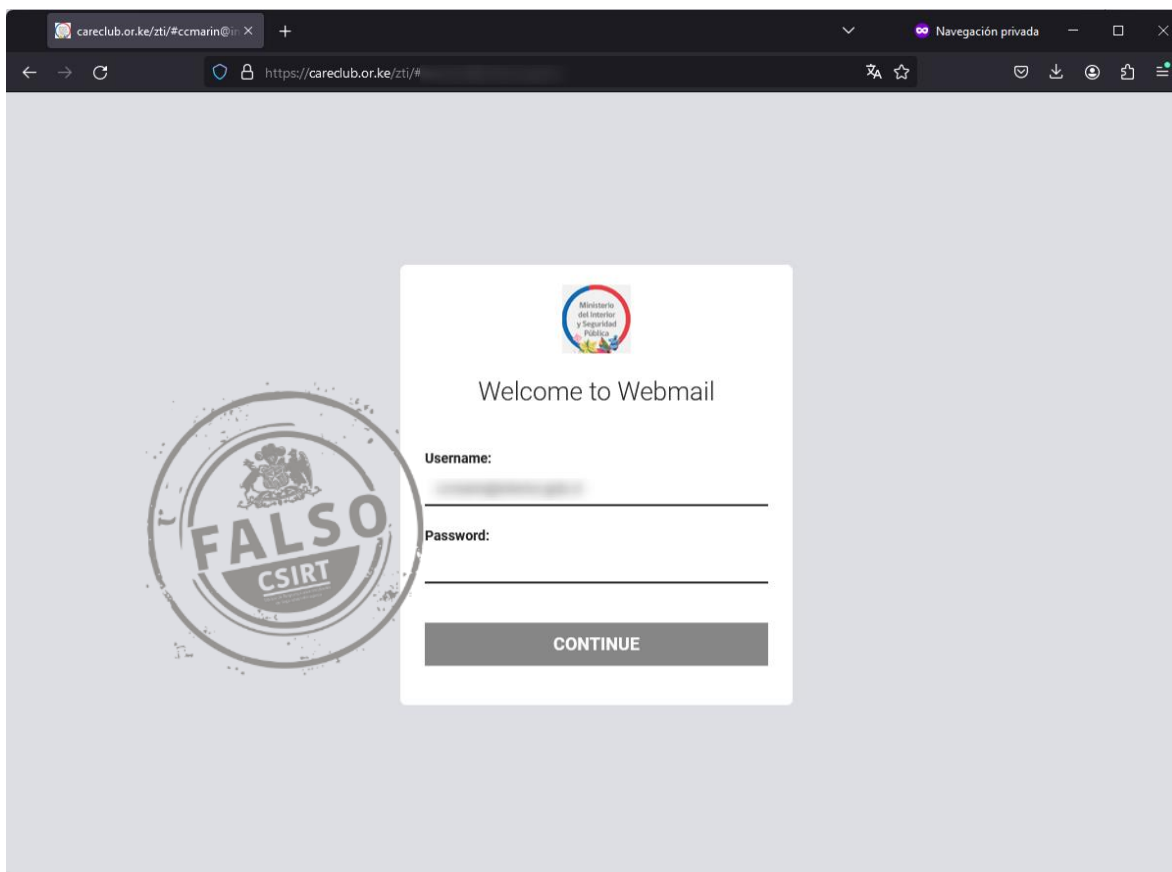 careclub.or.ke/zti/#ccmarin@in
Navegación privada
https://careclub.or.ke/zti/#
Ministerio
del Interior
y Seguridad
Pública
Welcome to Webmail
Username:
Password:
FALSO
CSIRT
CONTINUE